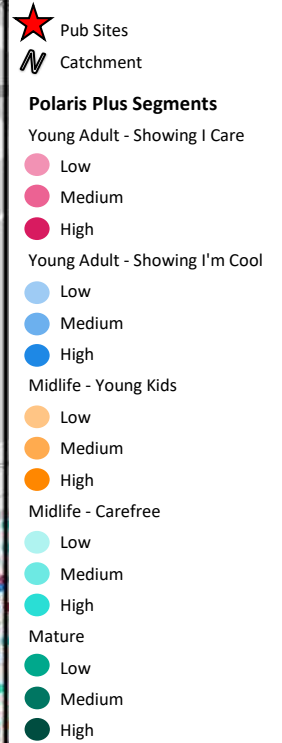 Pub Sites
Catchment
Polaris Plus Segments
Young Adult - Showing I Care
Low
Medium
High
Young Adult - Showing I'm Cool
Low
Medium
High
Midlife - Young Kids
Low
Medium
High
Midlife - Carefree
Low
Medium
High
Mature
Low
Medium
High